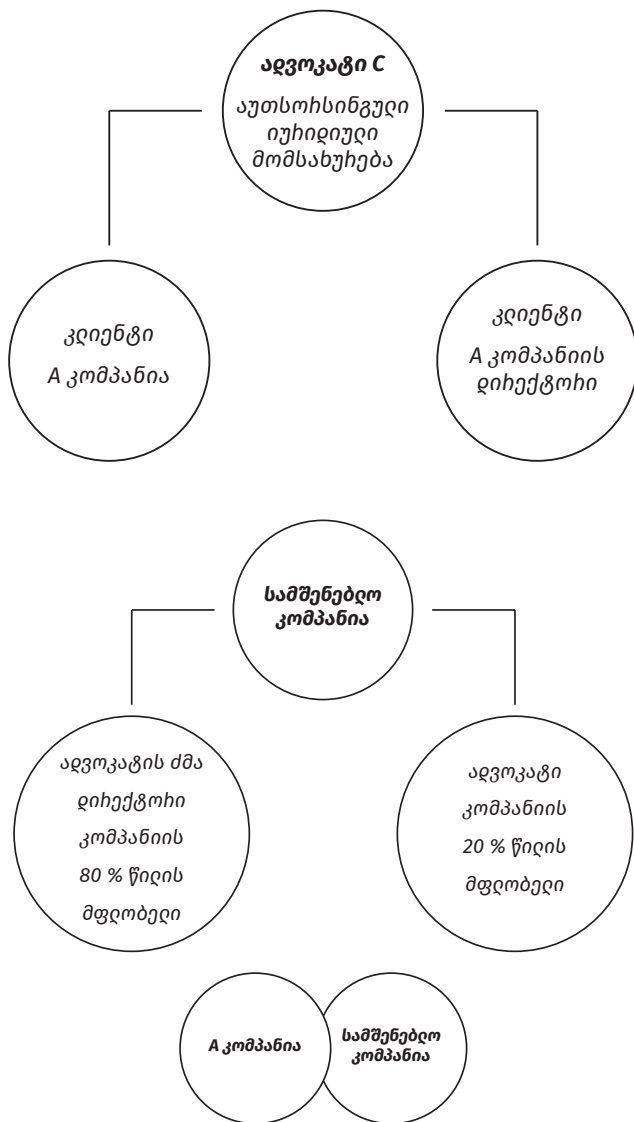 ადვოკატი C
აუთსორსინგული
იურიდიული
მომსახურება
კლიენტი
A კომპანია
კლიენტი
A კომპანიის
დირექტორი
სამშენებლო
კომპანია
ადვოკატის ძმა
დირექტორი
კომპანიის
80 % წილის
მფლობელი
ადვოკატი
კომპანიის
20 % წილის
მფლობელი
A კომპანია
სამშენებლო
კომპანია